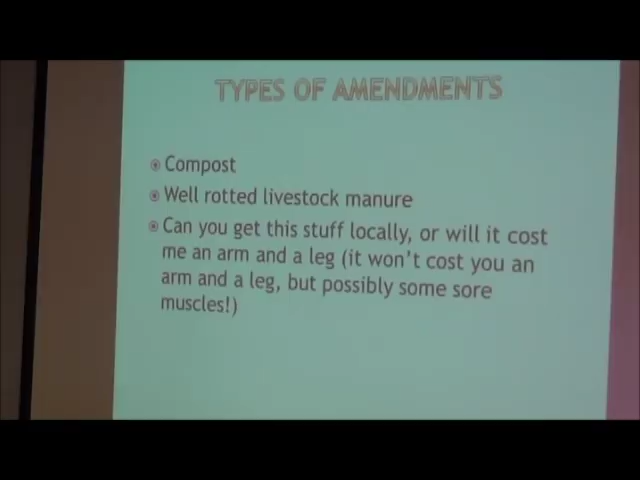 TYPES OF AMENDMENTS
Compost
Well rotted livestock manure
Can you get this stuff locally, or will it cost
me an arm and a leg (it won't cost you an
arm and a leg, but possibly some sore
muscles!)